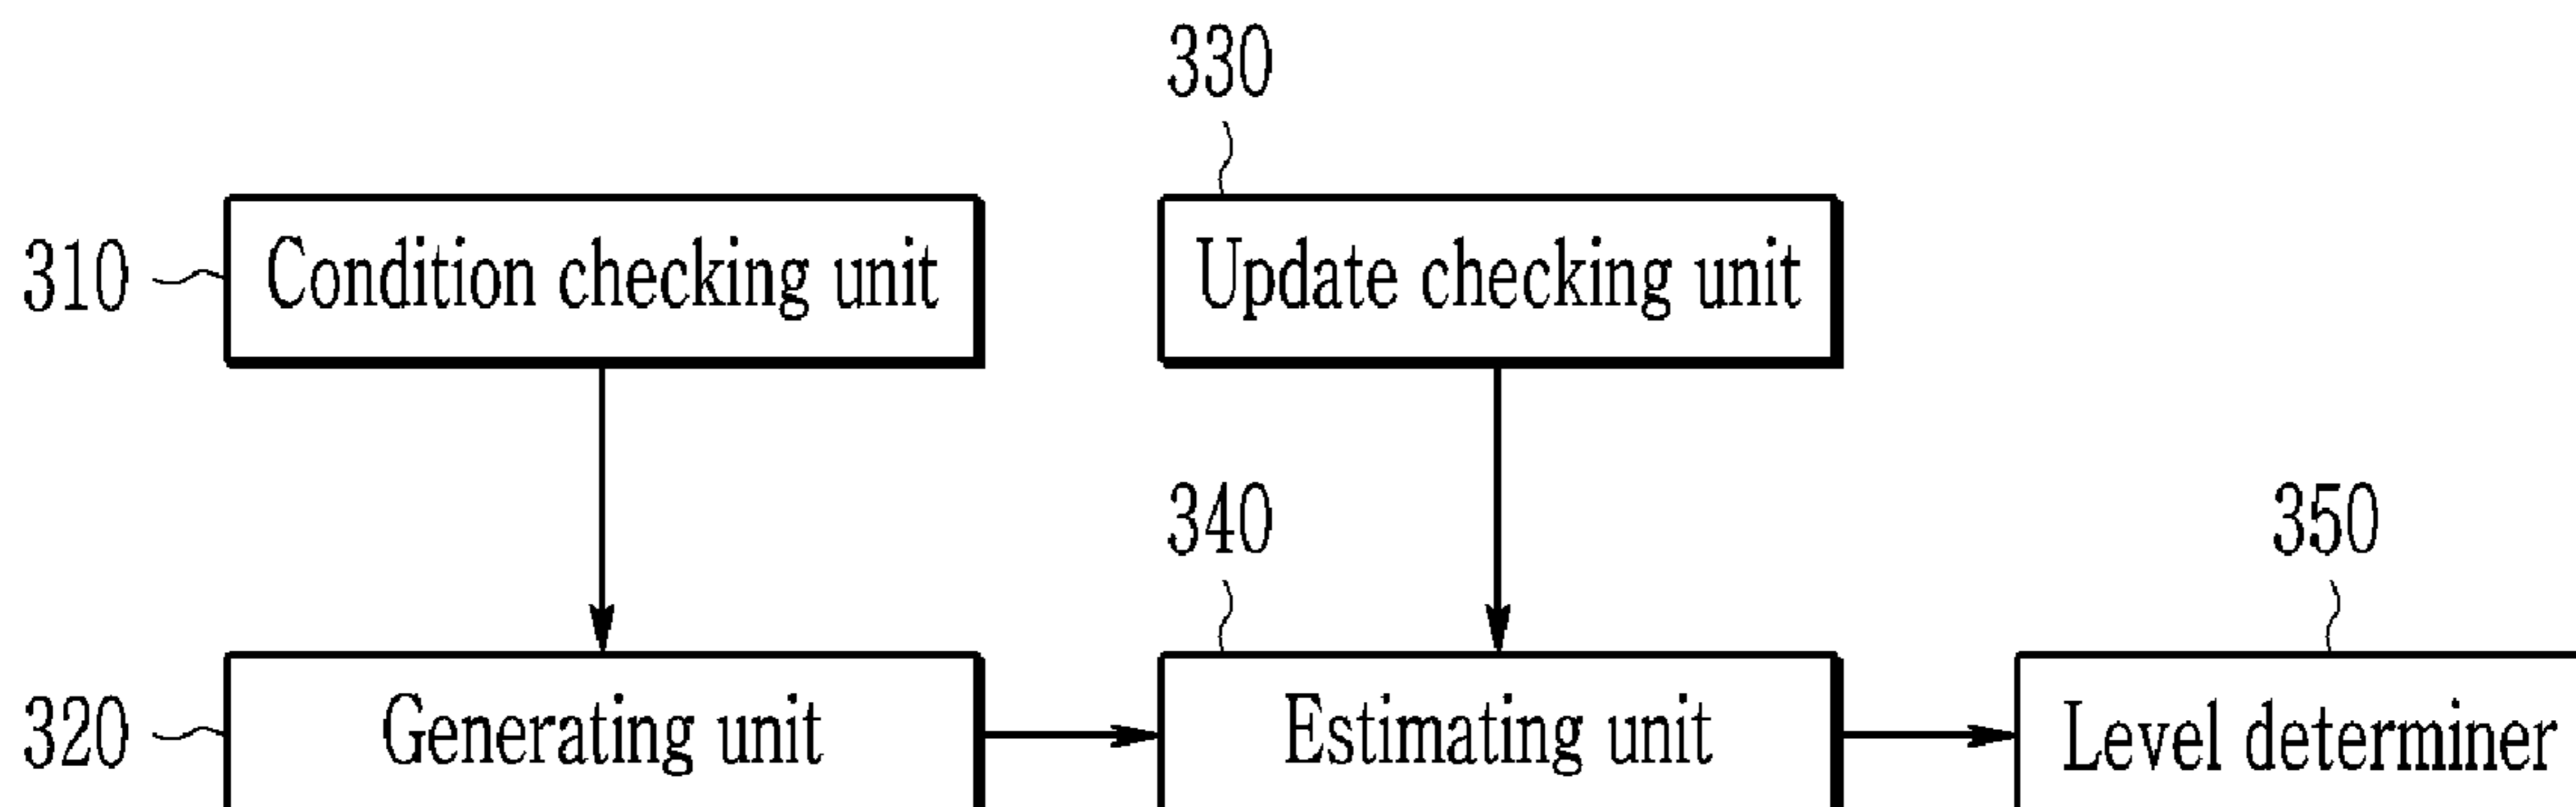 330
310
Condition checking unit
Update checking unit
340
350
320
Generating unit
Estimating unit
Level determiner